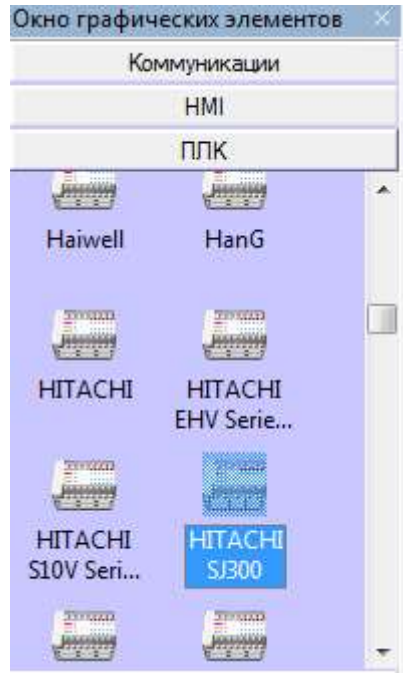 Окно графических элементов
Коммуникации
HMI
ПЛК
Haiwell HanG
HITACHI HITACHI
EHV Serie...
HITACHI HITACHI
S10V Seri... SJ300